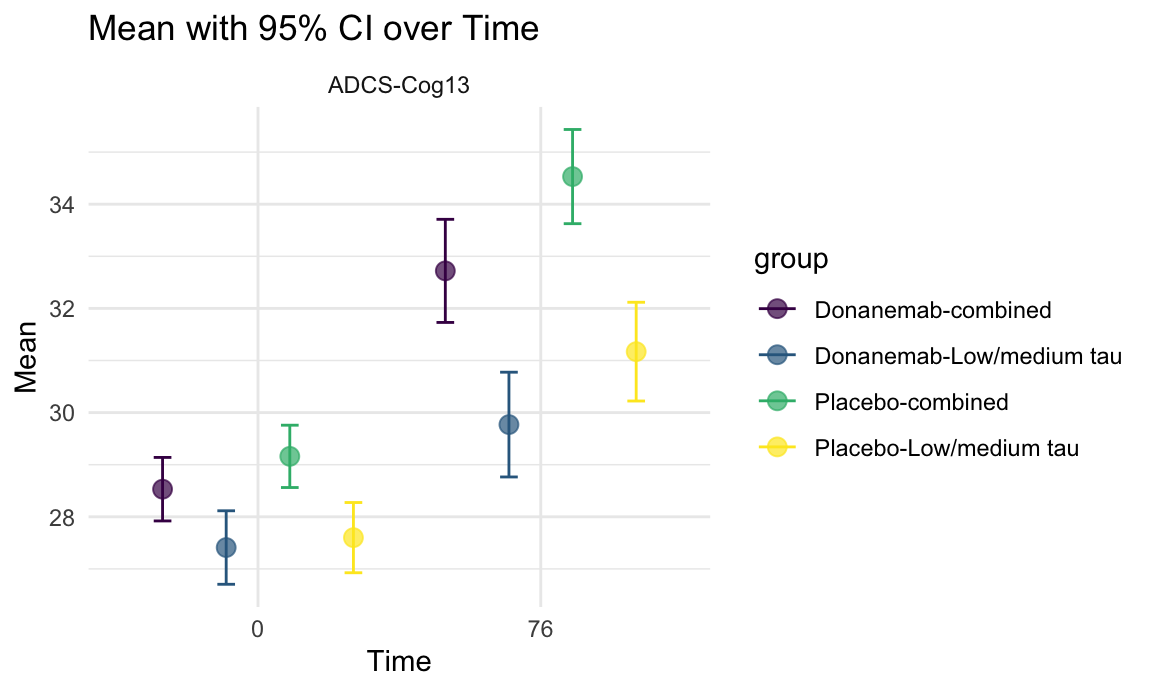 Mean with 95% CI over Time
ADCS-Cog13
Mean
34
32
30
28
0
76
Time
group
Donanemab-combined
Donanemab-Low/medium tau
Placebo-combined
Placebo-Low/medium tau